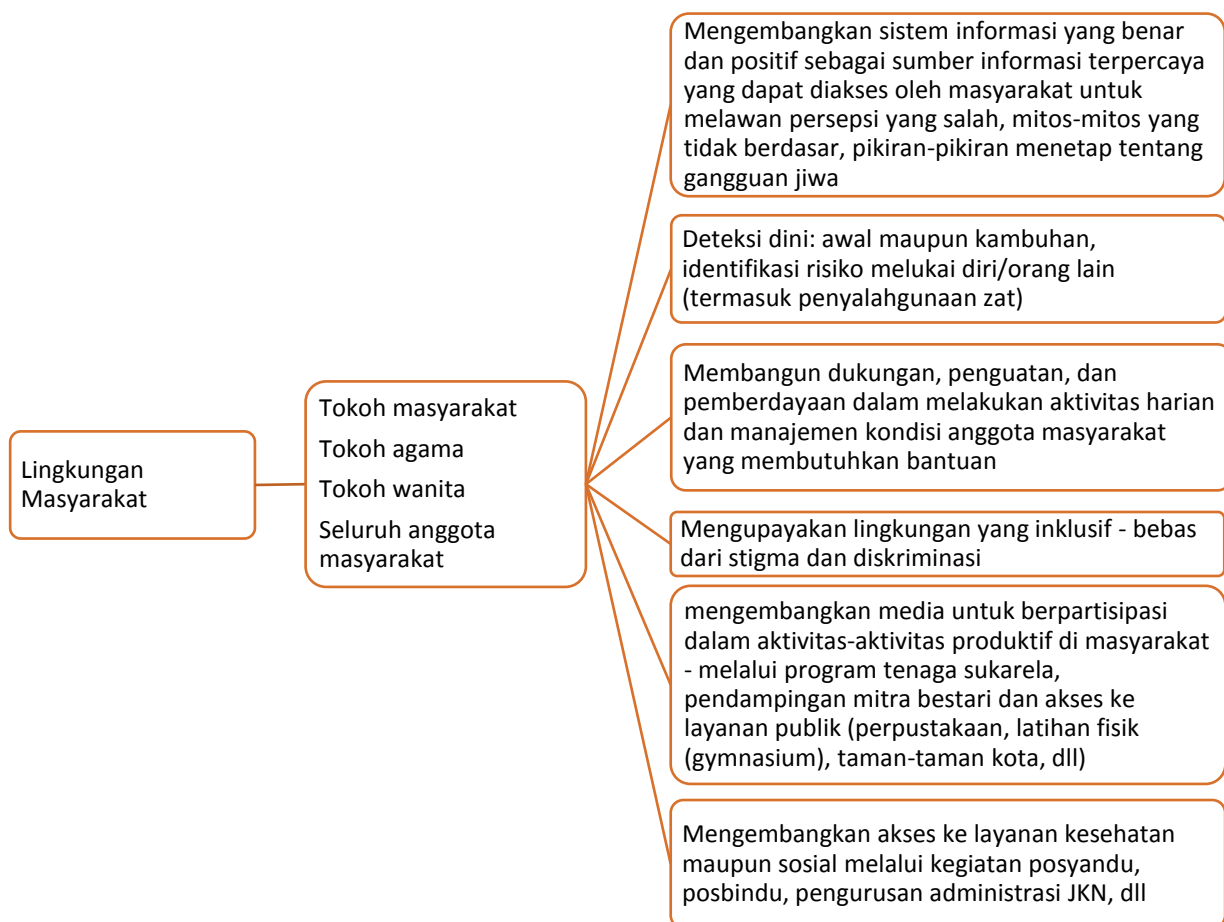 Lingkungan
Masyarakat
Tokoh masyarakat
Tokoh agama
Tokoh wanita
Seluruh anggota
masyarakat
Mengembangkan sistem informasi yang benar
dan positif sebagai sumber informasi terpercaya
yang dapat diakses oleh masyarakat untuk
melawan persepsi yang salah, mitos-mitos yang
tidak berdasar, pikiran-pikiran menetap tentang
gangguan jiwa
Deteksi dini: awal maupun kambuhan,
identifikasi risiko melukai diri/orang lain
(termasuk penyalahgunaan zat)
Membangun dukungan, penguatan, dan
pemberdayaan dalam melakukan aktivitas harian
dan manajemen kondisi anggota masyarakat
yang membutuhkan bantuan
Mengupayakan lingkungan yang inklusif - bebas
dari stigma dan diskriminasi
mengembangkan media untuk berpartisipasi
dalam aktivitas-aktivitas produktif di masyarakat
- melalui program tenaga sukarela,
pendampingan mitra bestari dan akses ke
layanan publik (perpustakaan, latihan fisik
(gymnasium), taman-taman kota, dll)
Mengembangkan akses ke layanan kesehatan
maupun sosial melalui kegiatan posyandu,
posbindu, pengurusan administrasi JKN, dll